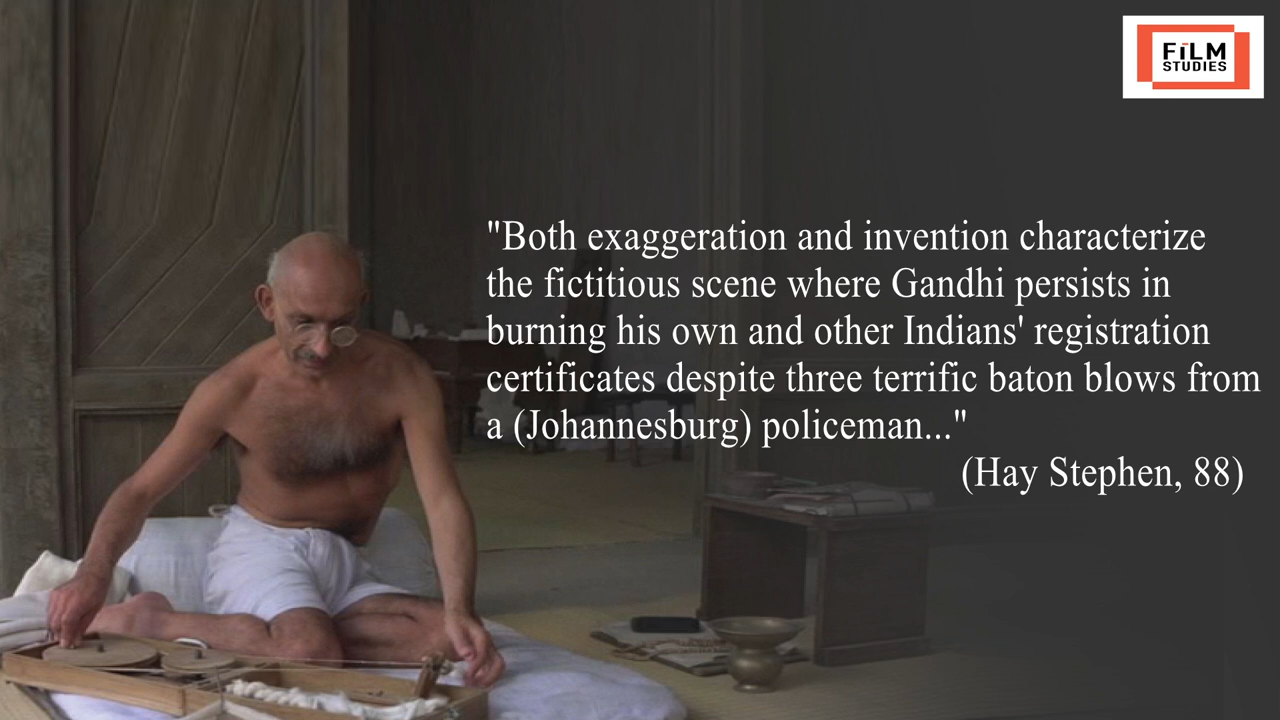 FiLM
STUDIES
"Both exaggeration and invention characterize
the fictitious scene where Gandhi persists in
burning his own and other Indians' registration
certificates despite three terrific baton blows from
a (Johannesburg) policeman..."
(Hay Stephen, 88)